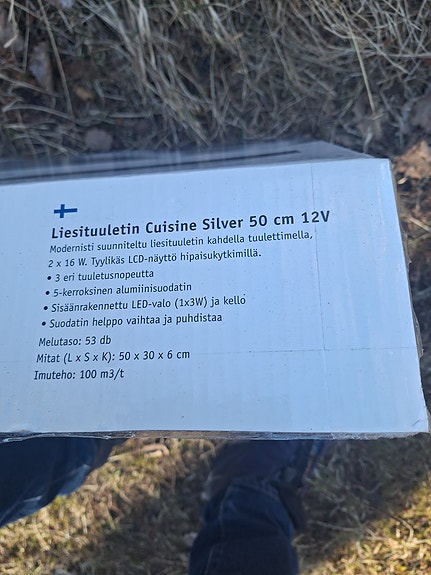 Liesituuletin Cuisine Silver 50 cm 12V
Modernisti suunniteltu liesituuletin kahdella tuulettimella,
2 x 16 W. Tyylikäs LCD-näyttö hipaisukytkimillä.
• 3 eri tuuletusnopeutta
• 5-kerroksinen alumiinisuodatin
• Sisäänrakennettu LED-valo (1x3W) ja kello
• Suodatin helppo vaihtaa ja puhdistaa
Melutaso: 53 db
Mitat (L x S x K): 50 x 30 x 6 cm
Imuteho: 100 m3/t